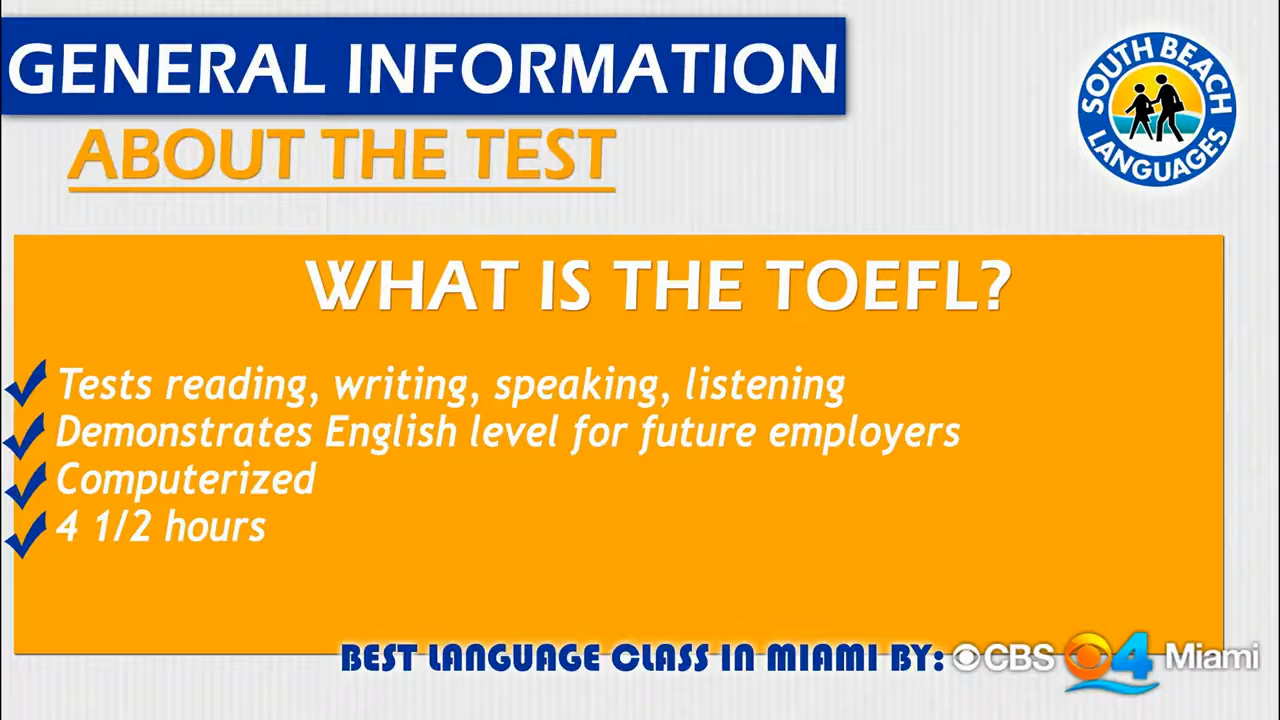 GENERAL INFORMATION
ABOUT THE TEST
SOUTH BEACH
LANGUAGES
WHAT IS THE TOEFL?
Tests reading, writing, speaking, listening
Demonstrates English level for future employers
Computerized
4 1/2 hours
BEST LANGUAGE CLASS IN MIAMI BY: CBS 4 Miami